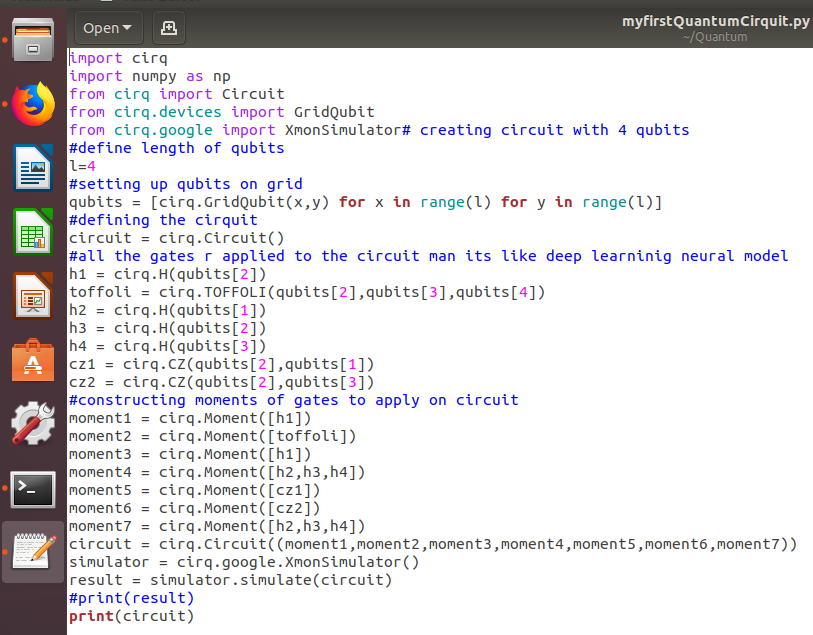 Open
myfirstQuantumCirquit.py
~/Quantum
import cirq
import numpy as np
from cirq import Circuit
from cirq.devices import GridQubit
from cirq.google import XmonSimulator# creating circuit with 4 qubits
#define length of qubits
l=4
#setting up qubits on grid
qubits = [cirq.GridQubit(x,y) for x in range(l) for y in range(l)]
#defining the cirquit
circuit = cirq.Circuit()
#all the gates r applied to the circuit man its like deep learninig neural model
h1 = cirq.H(qubits[2])
toffoli = cirq.TOFFOLI(qubits[2],qubits[3],qubits[4])
h2 = cirq.H(qubits[1])
h3 = cirq.H(qubits[2])
h4 = cirq.H(qubits[3])
cz1 = cirq.CZ(qubits[2],qubits[1])
cz2 = cirq.CZ(qubits[2],qubits[3])
#constructing moments of gates to apply on circuit
moment1 = cirq.Moment([h1])
moment2 = cirq.Moment([toffoli])
moment3 = cirq.Moment([h1])
moment4 = cirq.Moment([h2,h3,h4])
moment5 = cirq.Moment([cz1])
moment6 = cirq.Moment([cz2])
moment7 = cirq.Moment([h2,h3,h4])
circuit = cirq.Circuit((moment1,moment2,moment3,moment4,moment5,moment6,moment7))
simulator = cirq.google.XmonSimulator()
result = simulator.simulate(circuit)
#print(result)
print(circuit)